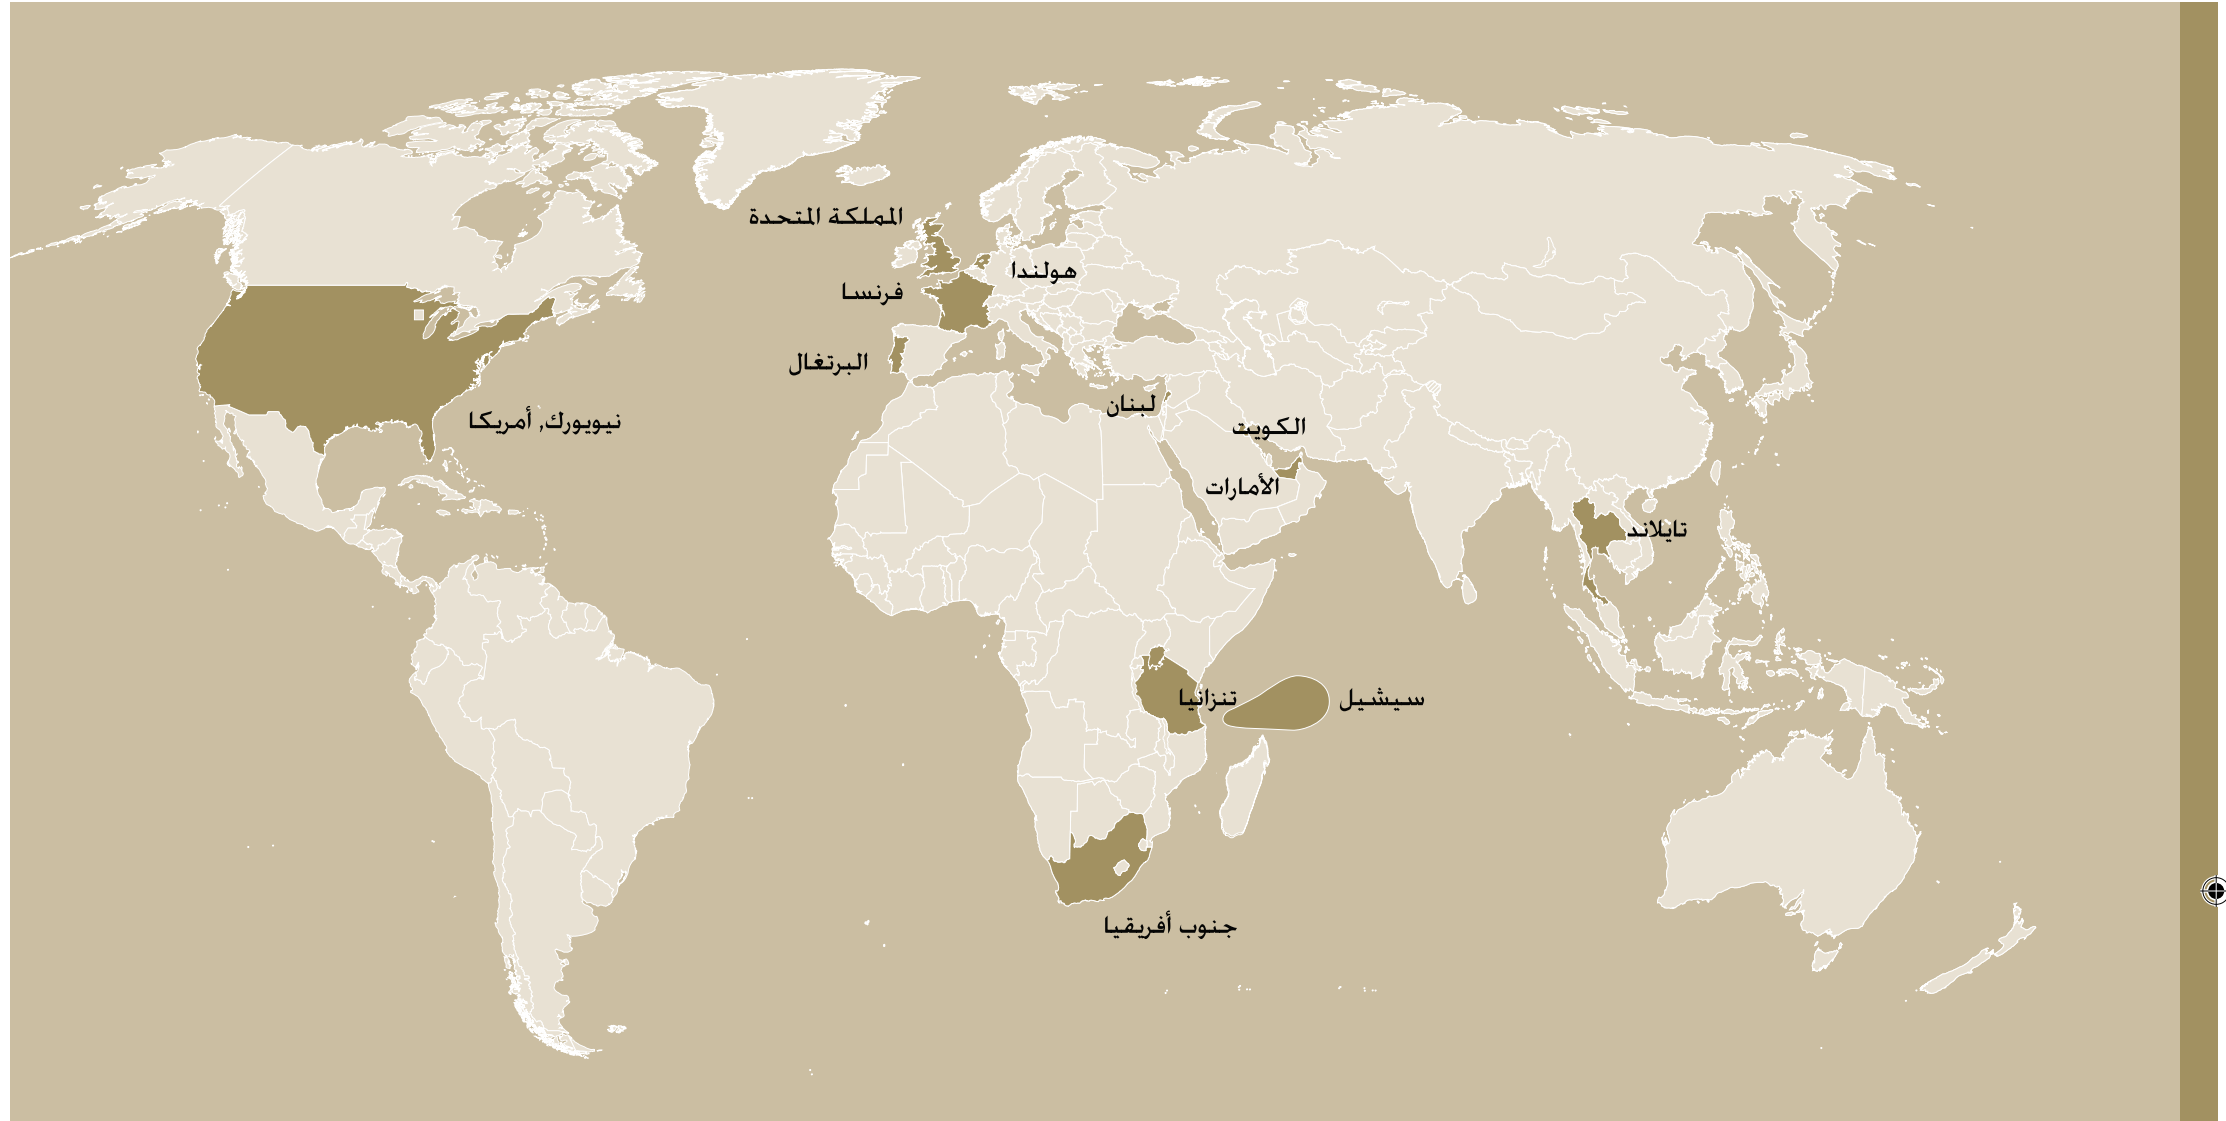 المملكة المتحدة
هولندا
فرنسا
البرتغال
لبنان
نيويورك, أمريكا
الكويت
الأمارات
تايلاند
تنزانيا
سيشيل
جنوب أفريقيا